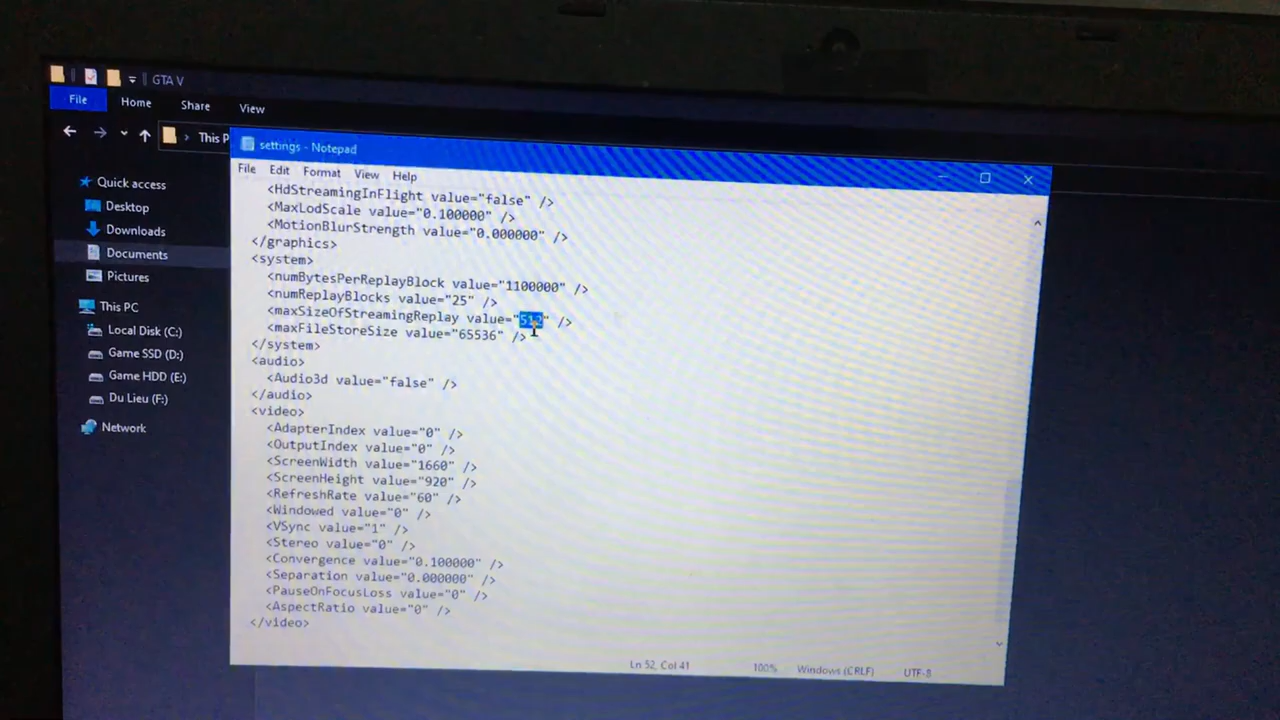 GTA V
File Home Share View
This P
Quick access
Desktop
Downloads
Documents
Pictures
This PC
Local Disk (C:)
Game SSD (D:)
Game HDD (E:)
Du Lieu (F:)
Network
settings - Notepad
File Edit Format View Help
<HdStreamingInFlight value="false" />
<MaxLodScale value="0.100000" />
<MotionBlurStrength value="0.000000" />
</graphics>
<system>
<numBytesPerReplayBlock value="1100000" />
<numReplayBlocks value="25" />
<maxSizeOfStreamingReplay value="512" />
<maxFileStoreSize value="65536" />
</system>
<audio>
<Audio3d value="false" />
</audio>
<video>
<AdapterIndex value="0" />
<OutputIndex value="0" />
<ScreenWidth value="1660" />
<ScreenHeight value="920" />
<RefreshRate value="60" />
<Windowed value="0" />
<VSync value="1" />
<Stereo value="0" />
<Convergence value="0.100000" />
<Separation value="0.000000" />
<PauseOnFocusLoss value="0" />
<AspectRatio value="0" />
</video>
Ln 52, Col 41 100% Windows (CRLF) UTF-8